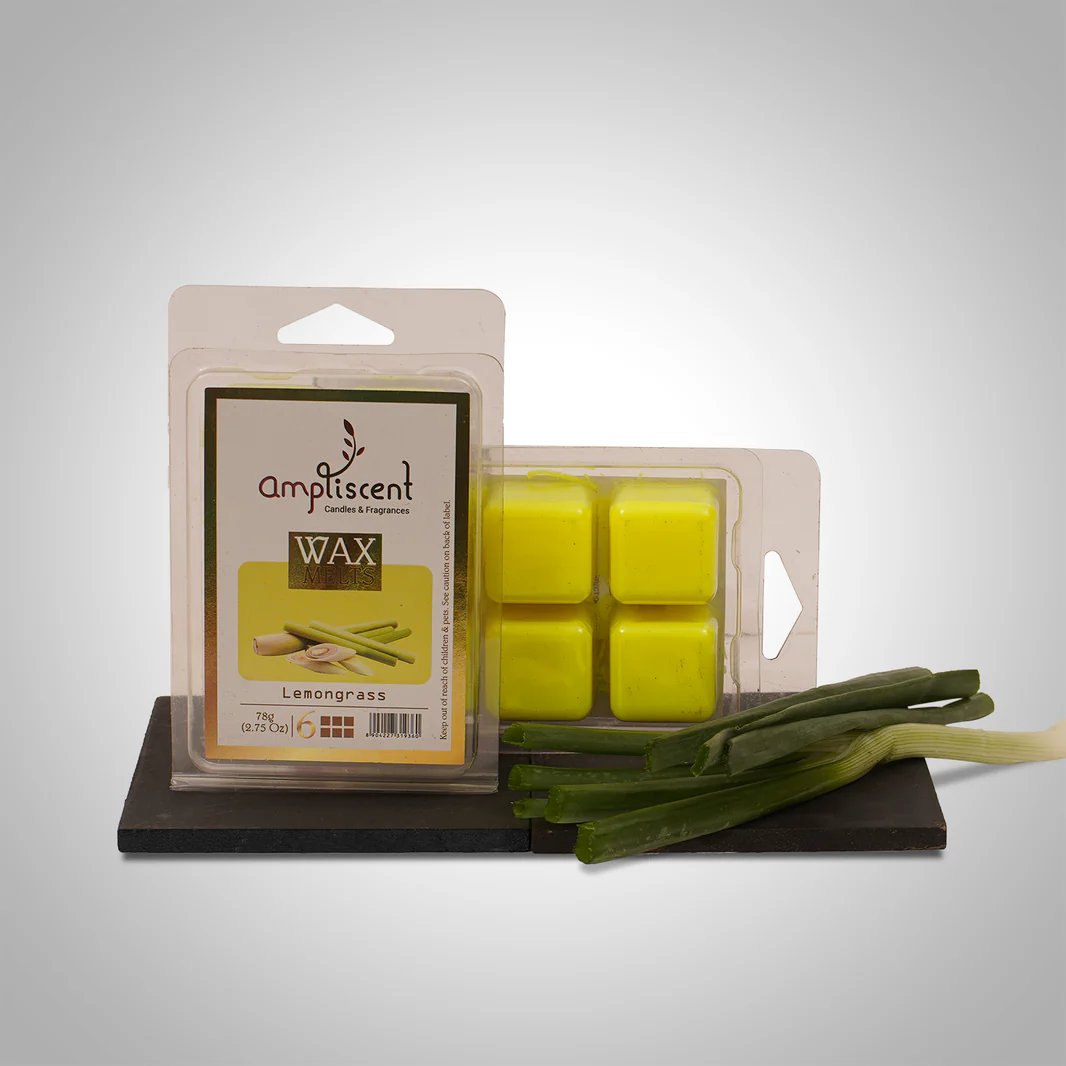 ampliscent
Candles & Fragrances
WAX
MELTS
Lemongrass
78g
(2.75 Oz)
6
8904227319360
Keep out of reach of children & pets. See caution on back of label.